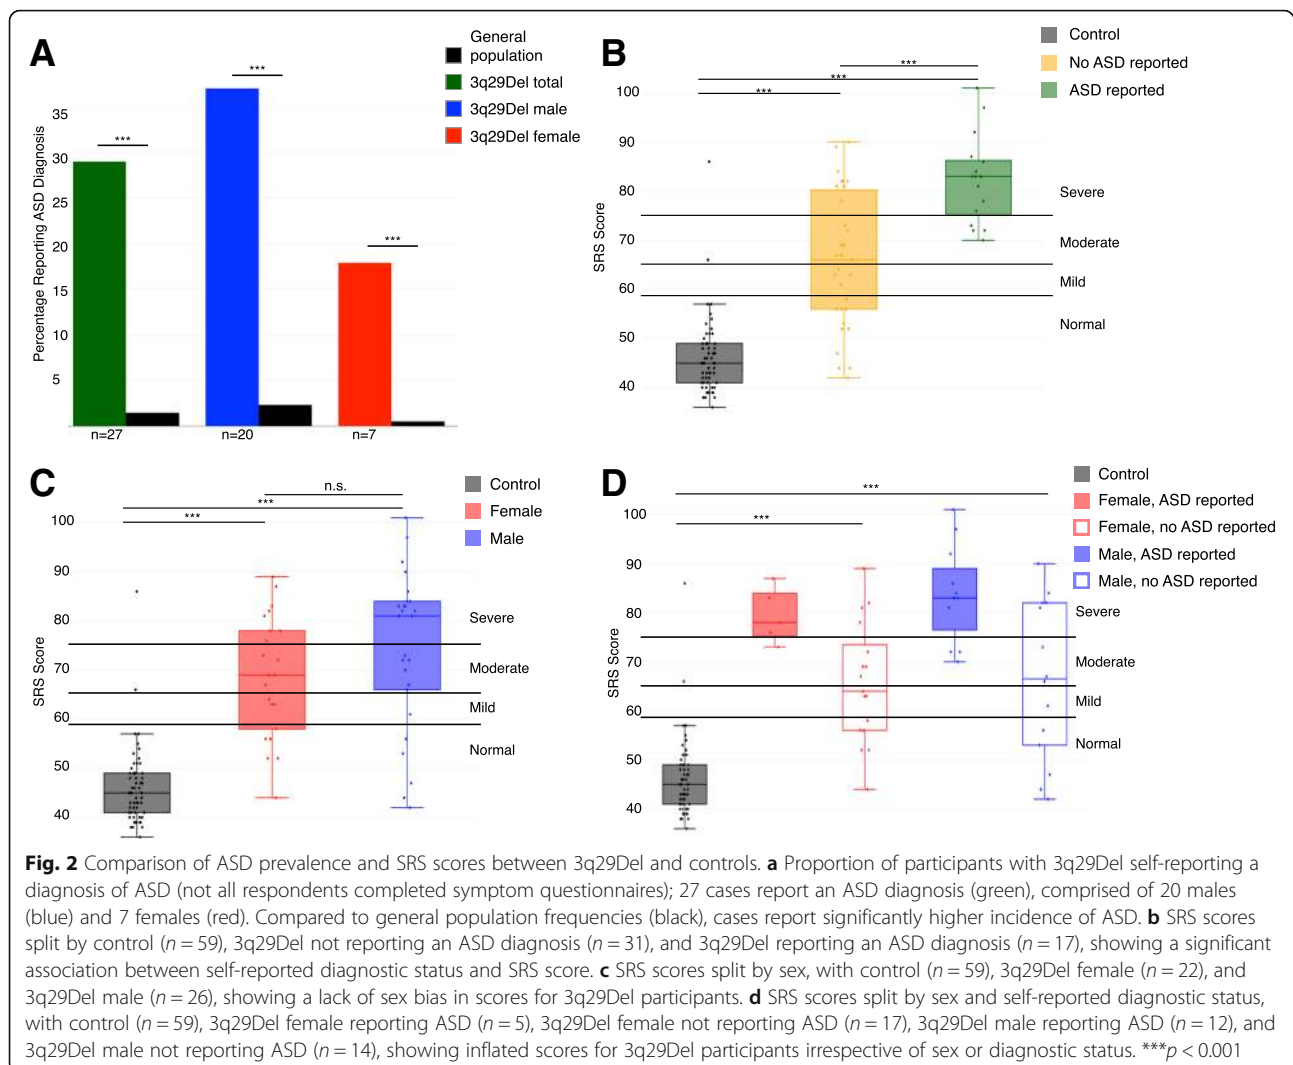 A
General
population
3q29Del total
3q29Del male
3q29Del female
Percentage Reporting ASD Diagnosis
35
30
25
20
15
10
5
***
***
***
n=27
n=20
n=7
B
Control
No ASD reported
ASD reported
SRS Score
100
90
80
70
60
50
40
***
***
***
Severe
Moderate
Mild
Normal
C
Control
Female
Male
n.s.
***
***
SRS Score
100
90
80
70
60
50
40
Severe
Moderate
Mild
Normal
D
Control
Female, ASD reported
Female, no ASD reported
Male, ASD reported
Male, no ASD reported
***
***
SRS Score
100
90
80
70
60
50
40
Severe
Moderate
Mild
Normal
Fig. 2 Comparison of ASD prevalence and SRS scores between 3q29Del and controls. a Proportion of participants with 3q29Del self-reporting a
diagnosis of ASD (not all respondents completed symptom questionnaires); 27 cases report an ASD diagnosis (green), comprised of 20 males
(blue) and 7 females (red). Compared to general population frequencies (black), cases report significantly higher incidence of ASD. b SRS scores
split by control (n = 59), 3q29Del not reporting an ASD diagnosis (n = 31), and 3q29Del reporting an ASD diagnosis (n = 17), showing a significant
association between self-reported diagnostic status and SRS score. c SRS scores split by sex, with control (n = 59), 3q29Del female (n = 22), and
3q29Del male (n = 26), showing a lack of sex bias in scores for 3q29Del participants. d SRS scores split by sex and self-reported diagnostic status,
with control (n = 59), 3q29Del female reporting ASD (n = 5), 3q29Del female not reporting ASD (n = 17), 3q29Del male reporting ASD (n = 12), and
3q29Del male not reporting ASD (n = 14), showing inflated scores for 3q29Del participants irrespective of sex or diagnostic status. ***p < 0.001